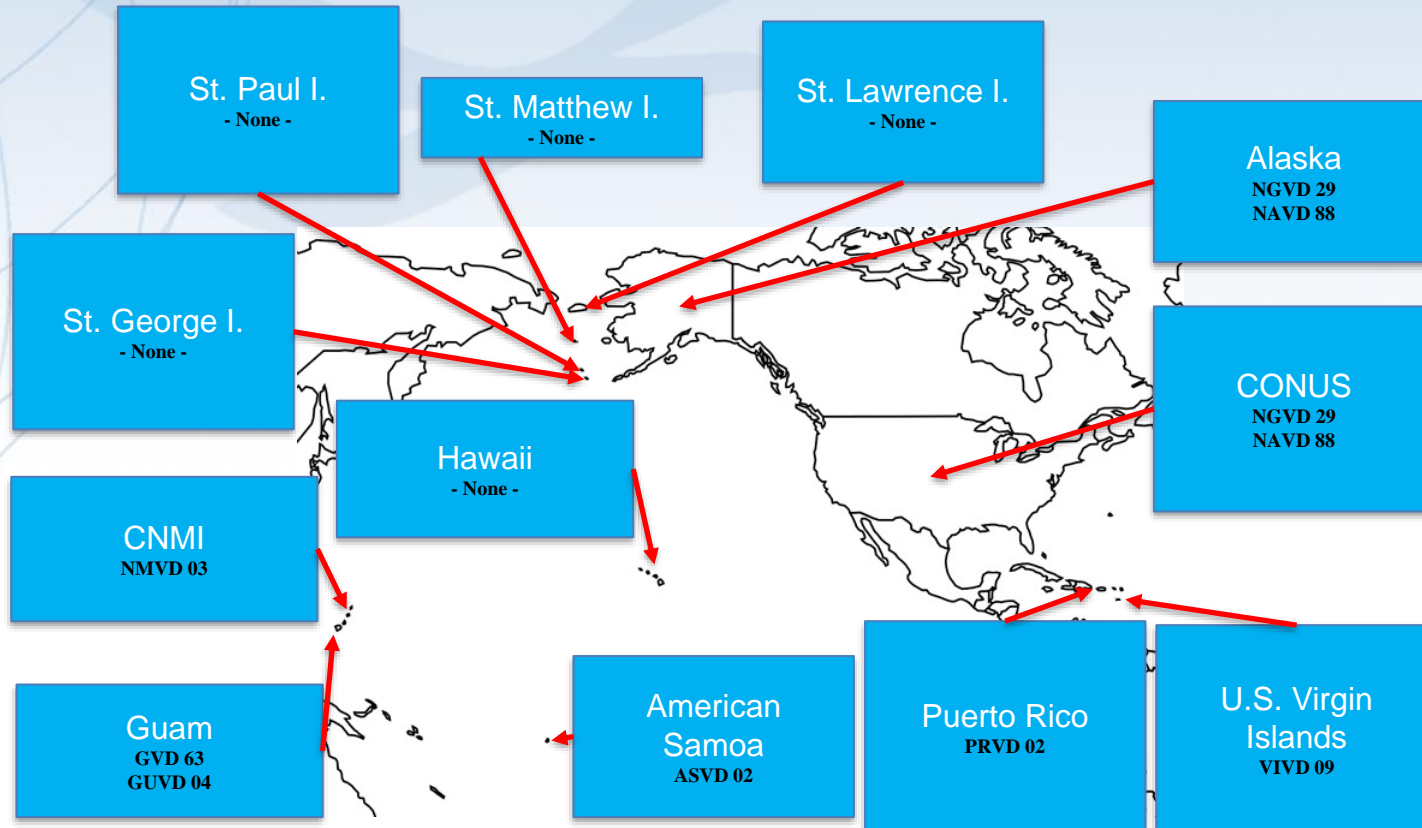 St. Paul I.
- None -
St. Matthew I.
- None -
St. Lawrence I.
- None -
Alaska
NGVD 29
NAVD 88
St. George I.
- None -
CONUS
NGVD 29
NAVD 88
Hawaii
- None -
CNMI
NMVD 03
Guam
GVD 63
GUVD 04
American
Samoa
ASVD 02
Puerto Rico
PRVD 02
U.S. Virgin
Islands
VIVD 09